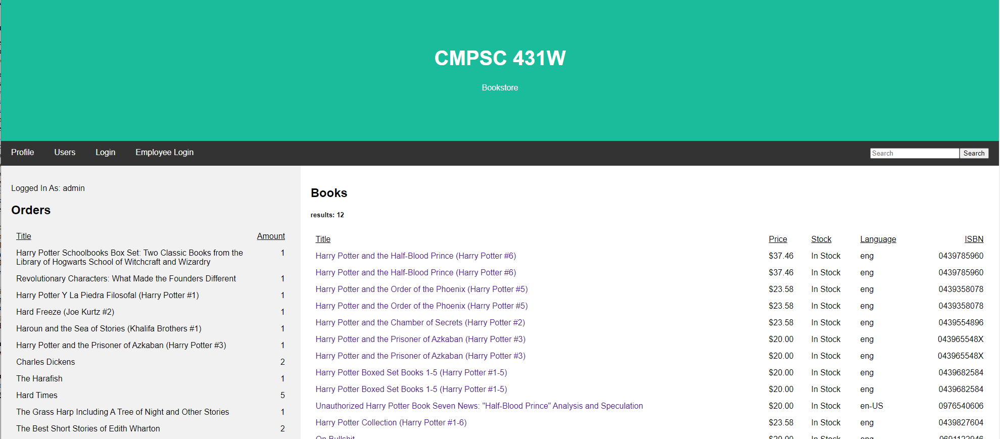 CMPSC 431W
Bookstore
Profile Users Login Employee Login Search Search
Logged In As: admin
Orders
Title Amount
Harry Potter Schoolbooks Box Set: Two Classic Books from the 1
Library of Hogwarts School of Witchcraft and Wizardry
Revolutionary Characters: What Made the Founders Different 1
Harry Potter Y La Piedra Filosofal (Harry Potter #1) 1
Hard Freeze (Joe Kurtz #2) 1
Haroun and the Sea of Stories (Khalifa Brothers #1) 1
Harry Potter and the Prisoner of Azkaban (Harry Potter #3) 1
Charles Dickens 2
The Harafish 1
Hard Times 5
The Grass Harp Including A Tree of Night and Other Stories 1
The Best Short Stories of Edith Wharton 2
Books
results: 12
Title Price Stock Language ISBN
Harry Potter and the Half-Blood Prince (Harry Potter #6) $37.46 In Stock eng 0439785960
Harry Potter and the Half-Blood Prince (Harry Potter #6) $37.46 In Stock eng 0439785960
Harry Potter and the Order of the Phoenix (Harry Potter #5) $23.58 In Stock eng 0439358078
Harry Potter and the Order of the Phoenix (Harry Potter #5) $23.58 In Stock eng 0439358078
Harry Potter and the Chamber of Secrets (Harry Potter #2) $23.58 In Stock eng 0439554896
Harry Potter and the Prisoner of Azkaban (Harry Potter #3) $20.00 In Stock eng 043965548X
Harry Potter and the Prisoner of Azkaban (Harry Potter #3) $20.00 In Stock eng 043965548X
Harry Potter Boxed Set Books 1-5 (Harry Potter #1-5) $20.00 In Stock eng 0439682584
Harry Potter Boxed Set Books 1-5 (Harry Potter #1-5) $20.00 In Stock eng 0439682584
Unauthorized Harry Potter Book Seven News: "Half-Blood Prince" Analysis and Speculation $20.00 In Stock en-US 0976540606
Harry Potter Collection (Harry Potter #1-6) $23.58 In Stock eng 0439827604
On Bullshit $20.00 In Stock eng 0691122946